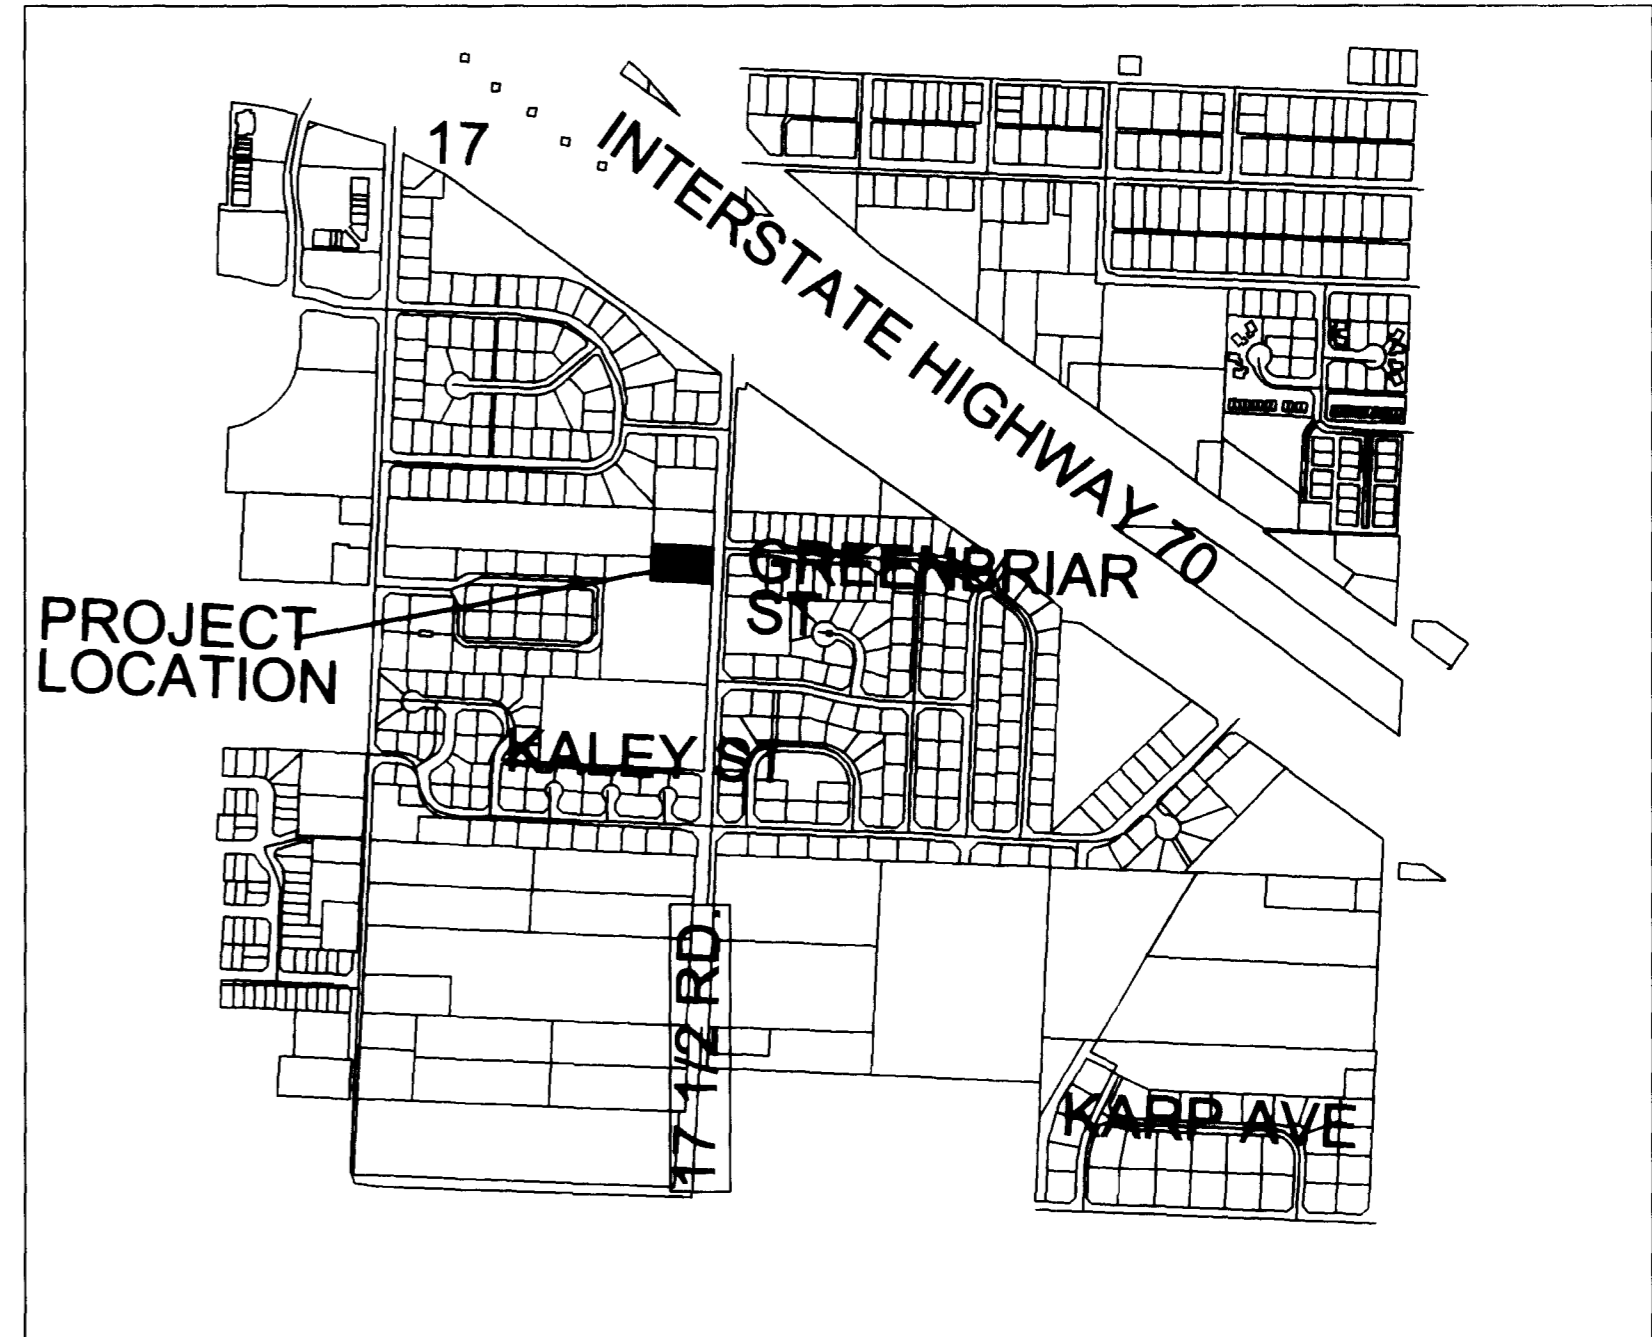 17
INTERSTATE HIGHWAY 70
GREENBRIAR
ST
PROJECT
LOCATION
KALEY ST
17 1/2 RD.
KARP AVE